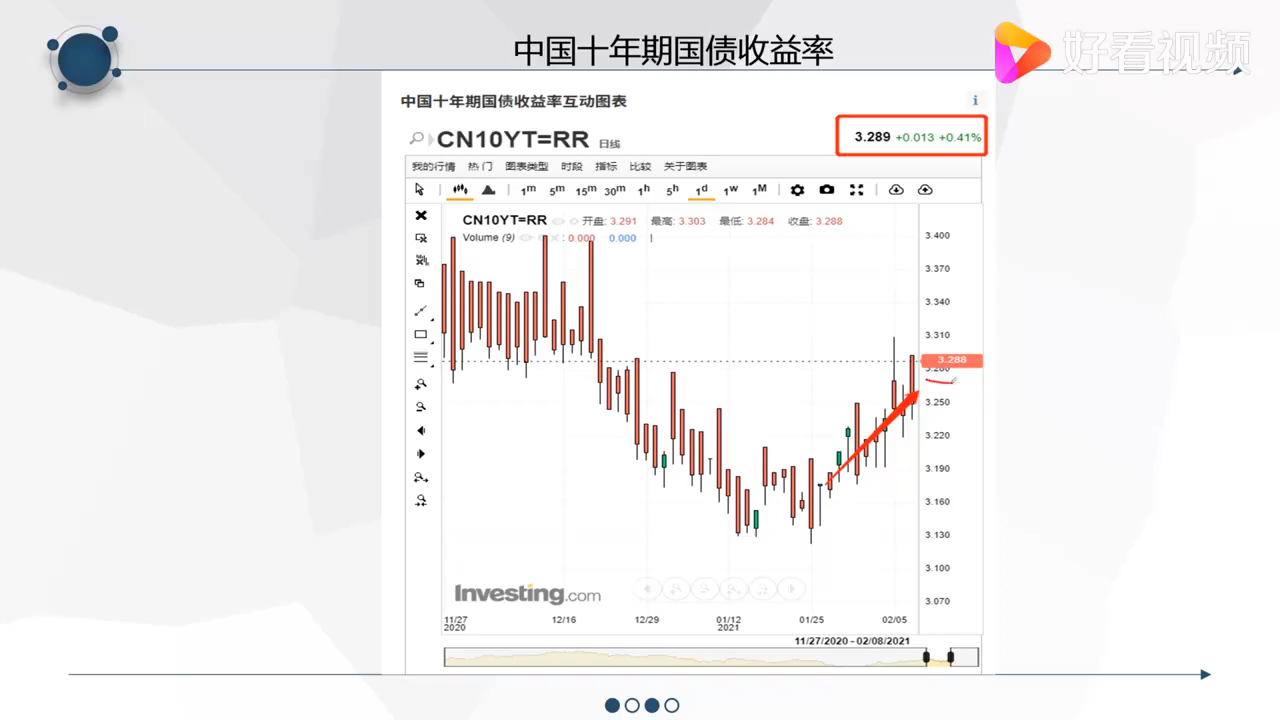 中国十年期国债收益率
好看视频
中国十年期国债收益率互动图表
i
CN10YT=RR 日线
3.289 +0.013 +0.41%
我的行情 热门 图表类型 时段 指标 比较 关于图表
1m 5m 15m 30m 1h 5h 1d 1w 1M
CN10YT=RR 开盘: 3.291 最高: 3.303 最低: 3.284 收盘: 3.288
Volume (9) 0.000 0.000
3.400
3.370
3.340
3.310
3.288
3.280
3.250
3.220
3.190
3.160
3.130
3.100
3.070
Investing.com
11/27 12/16 12/29 01/12 01/25 02/05
2020 2021
11/27/2020 - 02/08/2021